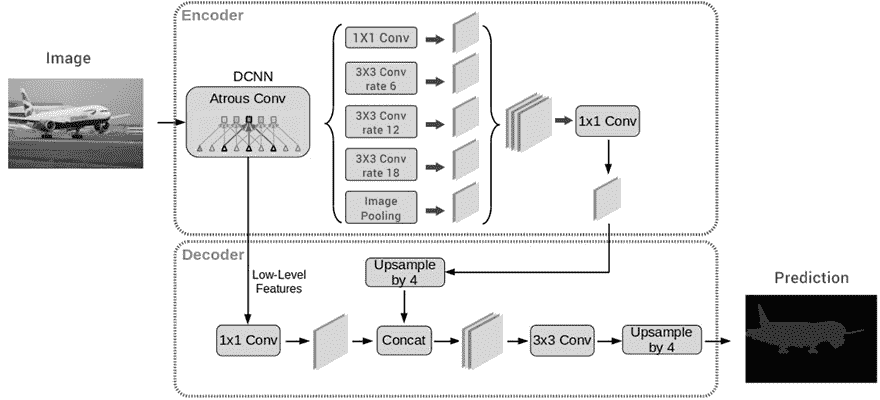 Encoder
Image
DCNN
Atrous Conv
1X1 Conv
3X3 Conv
rate 6
3X3 Conv
rate 12
3X3 Conv
rate 18
Image
Pooling
1x1 Conv
Decoder
Low-Level
Features
Upsample
by 4
1x1 Conv
Concat
3x3 Conv
Upsample
by 4
Prediction